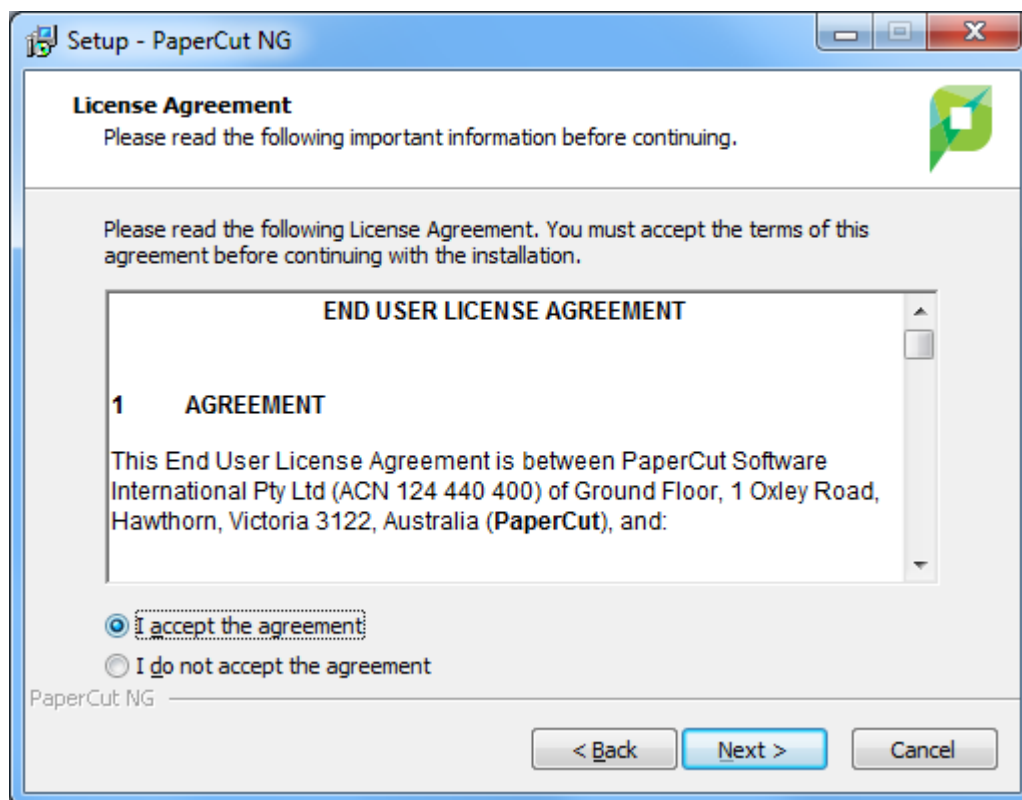 Setup - PaperCut NG
License Agreement
Please read the following important information before continuing.
Please read the following License Agreement. You must accept the terms of this
agreement before continuing with the installation.
END USER LICENSE AGREEMENT
1 AGREEMENT
This End User License Agreement is between PaperCut Software
International Pty Ltd (ACN 124 440 400) of Ground Floor, 1 Oxley Road,
Hawthorn, Victoria 3122, Australia (PaperCut), and:
I accept the agreement
I do not accept the agreement
PaperCut NG
< Back
Next >
Cancel